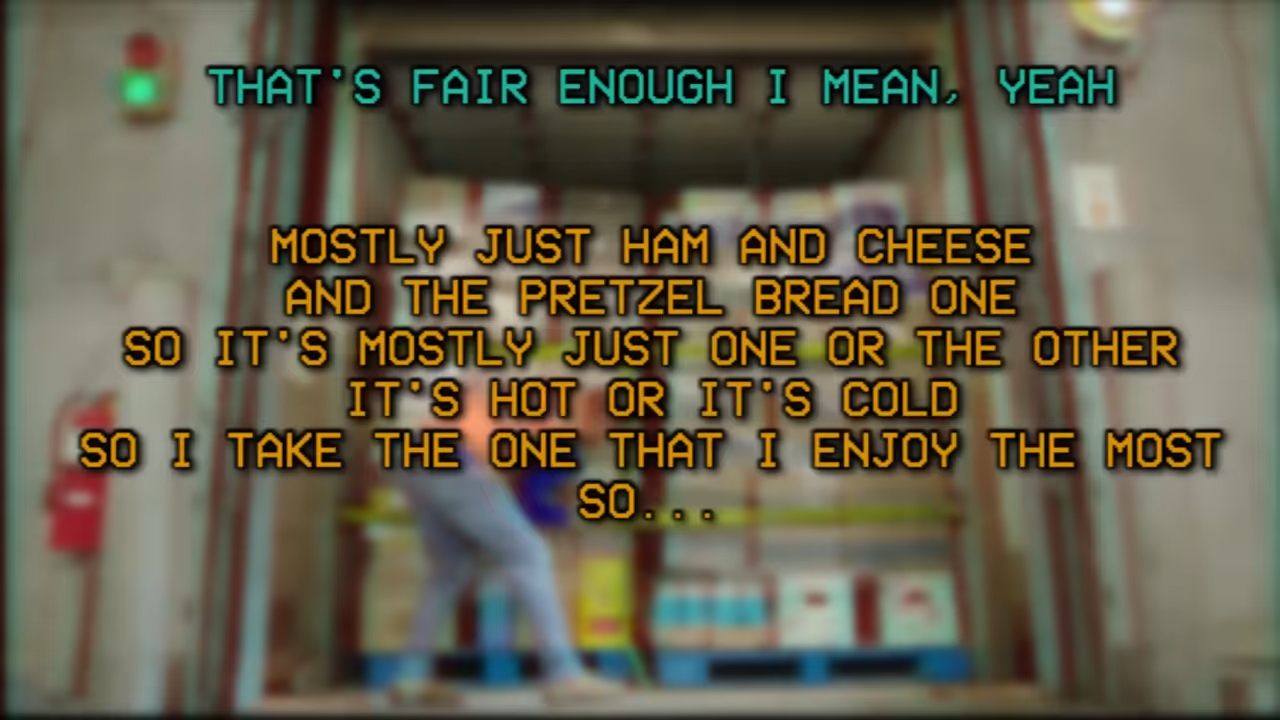 THAT'S FAIR ENOUGH I MEAN, YEAH
MOSTLY JUST HAM AND CHEESE
AND THE PRETZEL BREAD ONE
SO IT'S MOSTLY JUST ONE OR THE OTHER
IT'S HOT OR IT'S COLD
SO I TAKE THE ONE THAT I ENJOY THE MOST
SO...